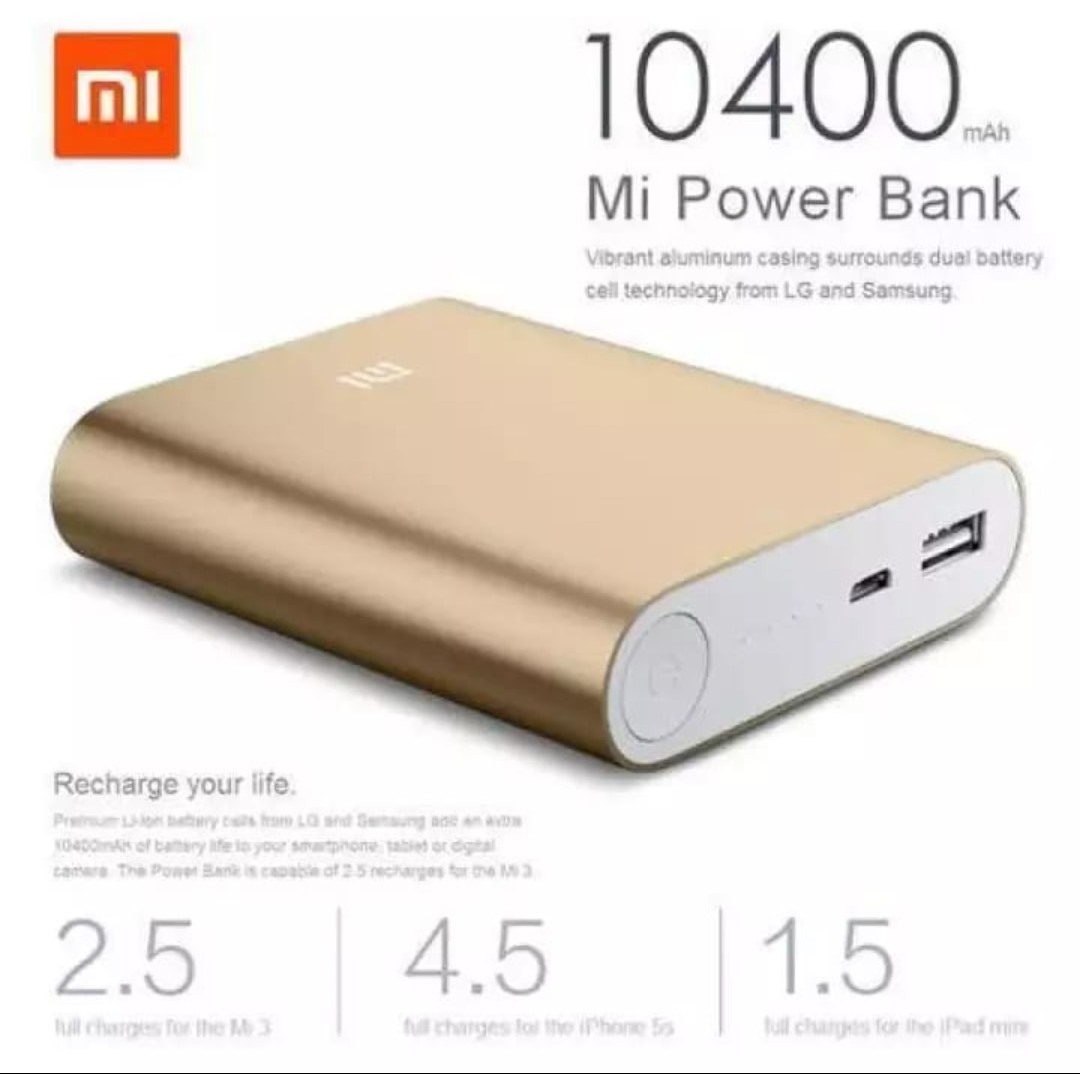 mi
10400 mAh
Mi Power Bank
Vibrant aluminum casing surrounds dual battery
cell technology from LG and Samsung.
mi
Recharge your life.
Premium Li-Ion battery cells from LG and Samsung add an extra
10400mAh of battery life to your smartphone, tablet or digital
camera. The Power Bank is capable of 2.5 recharges for the Mi 3.
2.5
full charges for the Mi 3
4.5
full charges for the iPhone 5s
1.5
full charges for the iPad mini